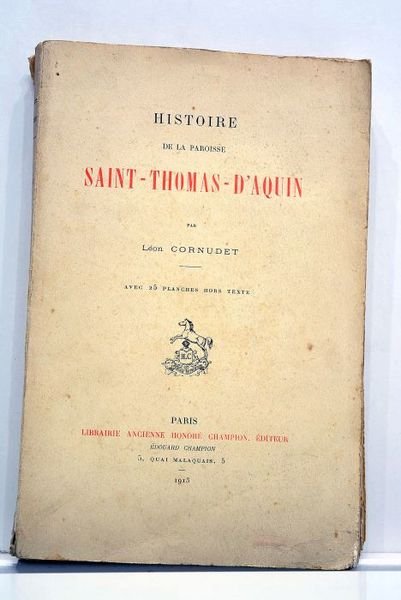 HISTOIRE
DE LA PAROISSE
SAINT-THOMAS-D'AQUIN
PAR
Léon CORNUDET
AVEC 25 PLANCHES HORS TEXTE
H.C
PARIS
LIBRAIRIE ANCIENNE HONORÉ CHAMPION, ÉDITEUR
ÉDOUARD CHAMPION
5, QUAI MALAQUAIS, 5
1913